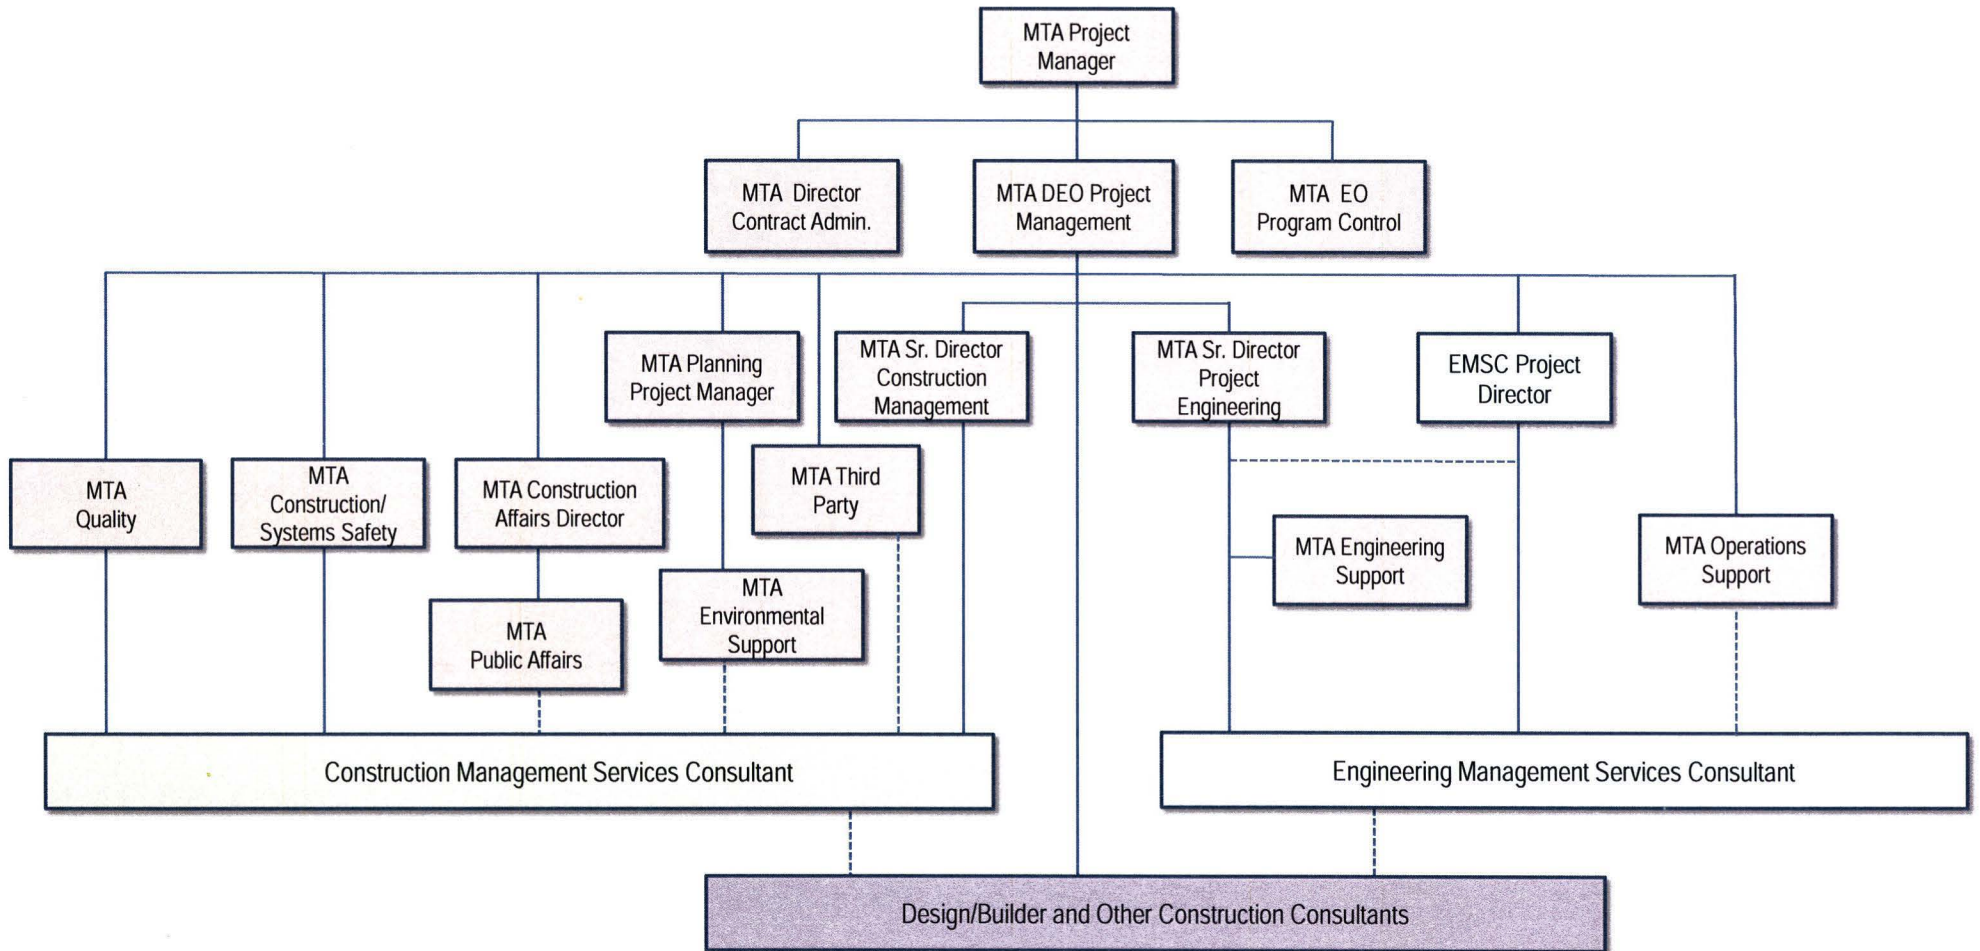 MTA Project
Manager
MTA Director
Contract Admin.
MTA DEO Project
Management
MTA EO
Program Control
MTA Planning
Project Manager
MTA Sr. Director
Construction
Management
MTA Sr. Director
Project
Engineering
EMSC Project
Director
MTA
Quality
MTA
Construction/
Systems Safety
MTA Construction
Affairs Director
MTA Third
Party
MTA Engineering
Support
MTA Operations
Support
MTA
Public Affairs
MTA
Environmental
Support
Construction Management Services Consultant
Engineering Management Services Consultant
Design/Builder and Other Construction Consultants